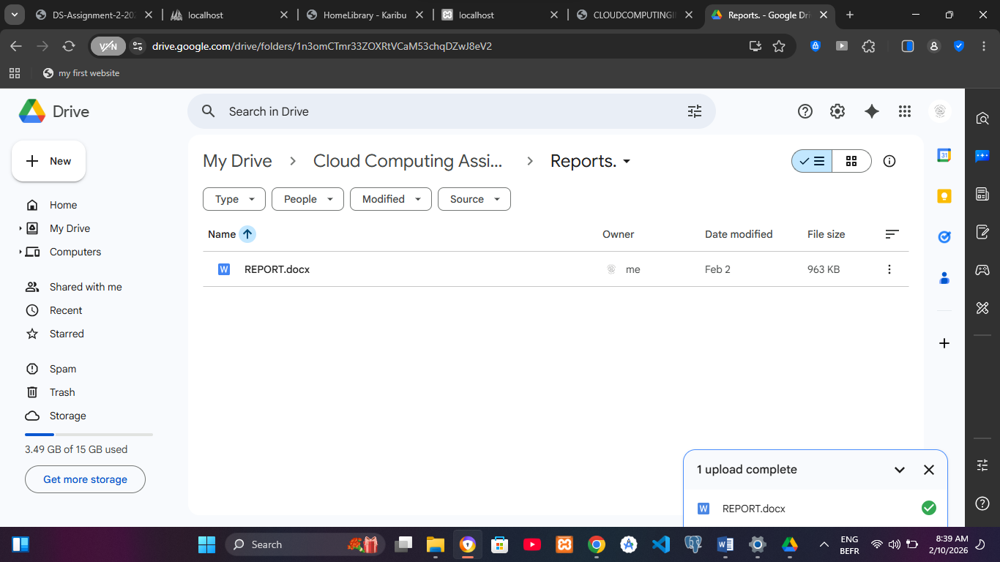 DS-Assignment-2-202
localhost
HomeLibrary - Karibu
localhost
CLOUDCOMPUTINGI
Reports. - Google Dri
VPN
drive.google.com/drive/folders/1n3omCTmr33ZOXRtVCaM53chqDZwJ8eV2
my first website
Drive
Search in Drive
New
My Drive
Cloud Computing Assi...
Reports.
Type
People
Modified
Source
Home
My Drive
Computers
Shared with me
Recent
Starred
Spam
Trash
Storage
3.49 GB of 15 GB used
Get more storage
Name
Owner
Date modified
File size
W REPORT.docx
me
Feb 2
963 KB
31
1 upload complete
W REPORT.docx
Search
ENG
BEFR
8:39 AM
2/10/2026